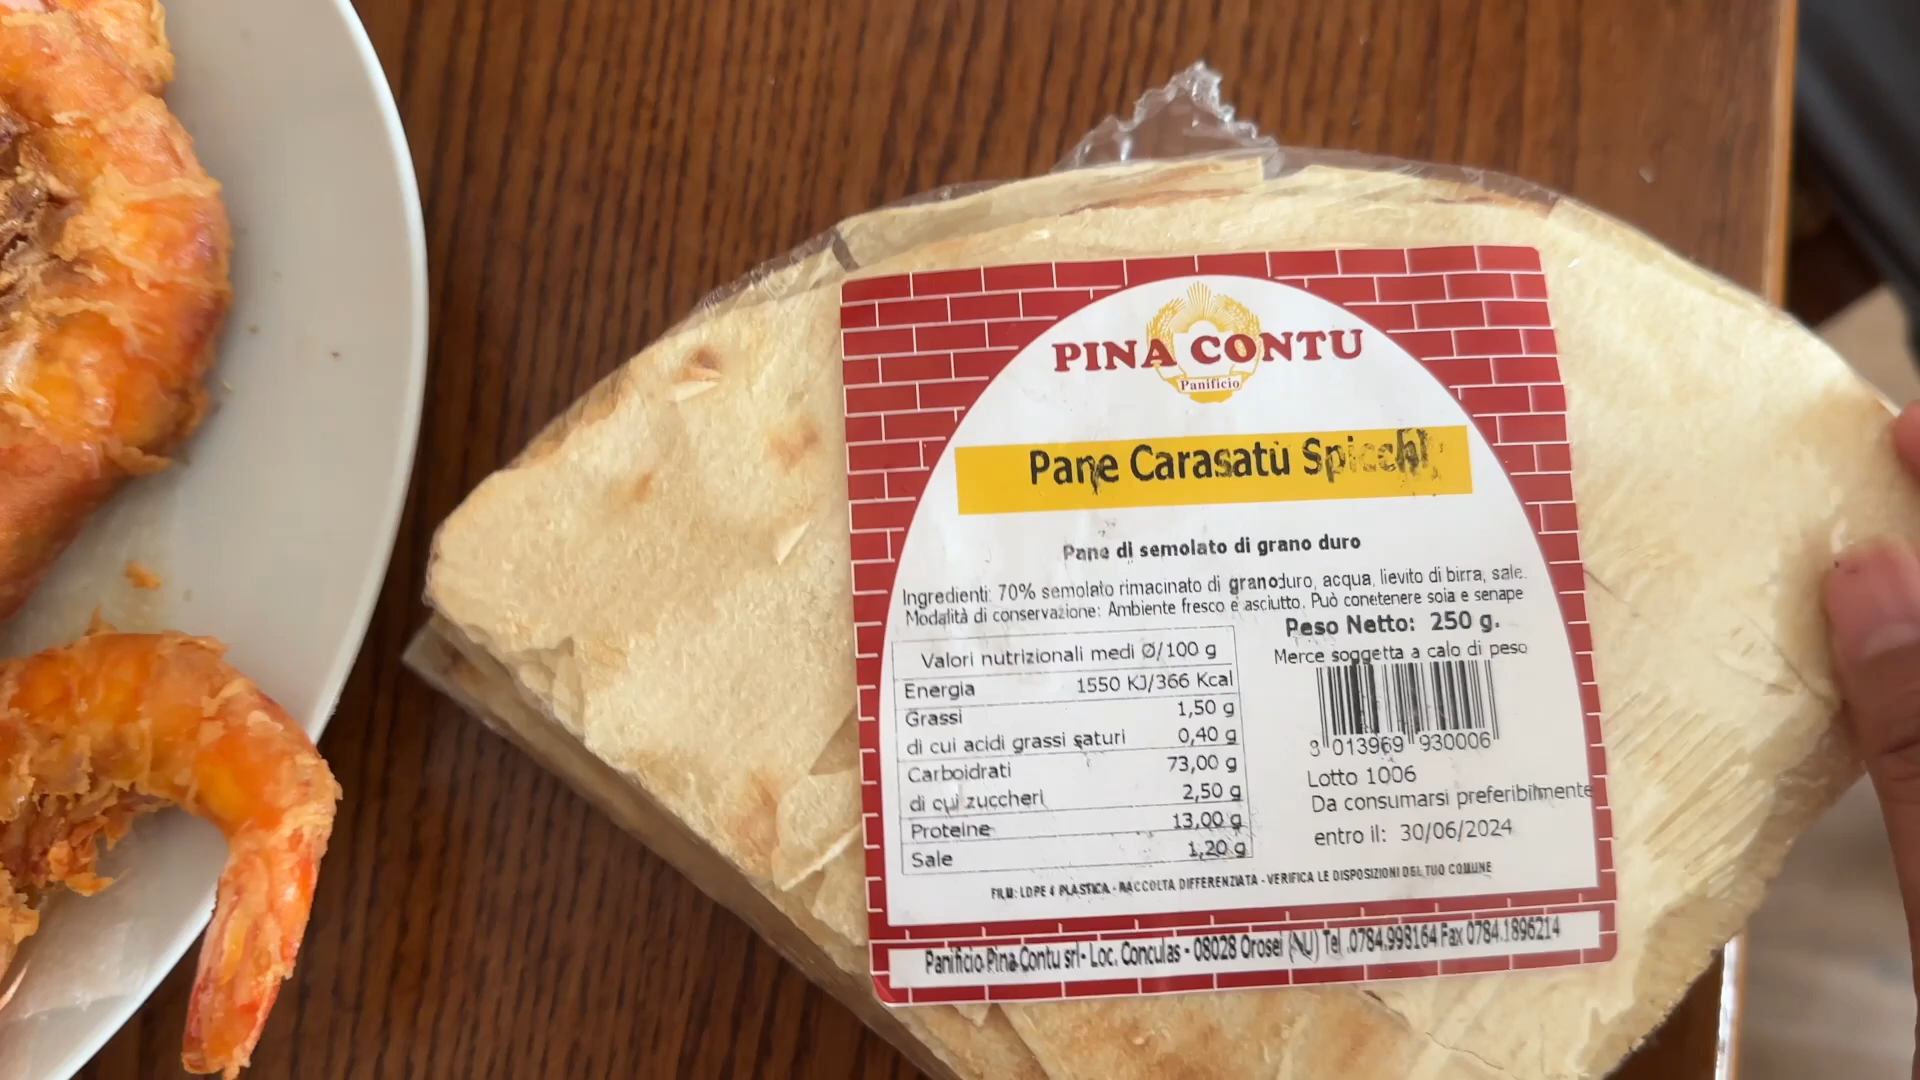 PINA CONTU
Panificio
Pane Carasatu Spicchi
Pane di semolato di grano duro
Ingredienti: 70% semolato rimacinato di granoduro, acqua, lievito di birra, sale.
Modalità di conservazione: Ambiente fresco e asciutto. Può conetenere soia e senape
Peso Netto: 250 g.
Merce soggetta a calo di peso
Valori nutrizionali medi Ø/100 g
Energia 1550 KJ/366 Kcal
Grassi 1,50 g
di cui acidi grassi saturi 0,40 g
Carboidrati 73,00 g
di cui zuccheri 2,50 g
Proteine 13,00 g
Sale 1,20 g
8 013969 930006
Lotto 1006
Da consumarsi preferibilmente
entro il: 30/06/2024
FILM: LDPE 4 PLASTICA - RACCOLTA DIFFERENZIATA - VERIFICA LE DISPOSIZIONI DEL TUO COMUNE
Panificio Pina Contu srl- Loc. Conculas - 08028 Orosei (NU) Tel .0784.998164 Fax 0784.1896214